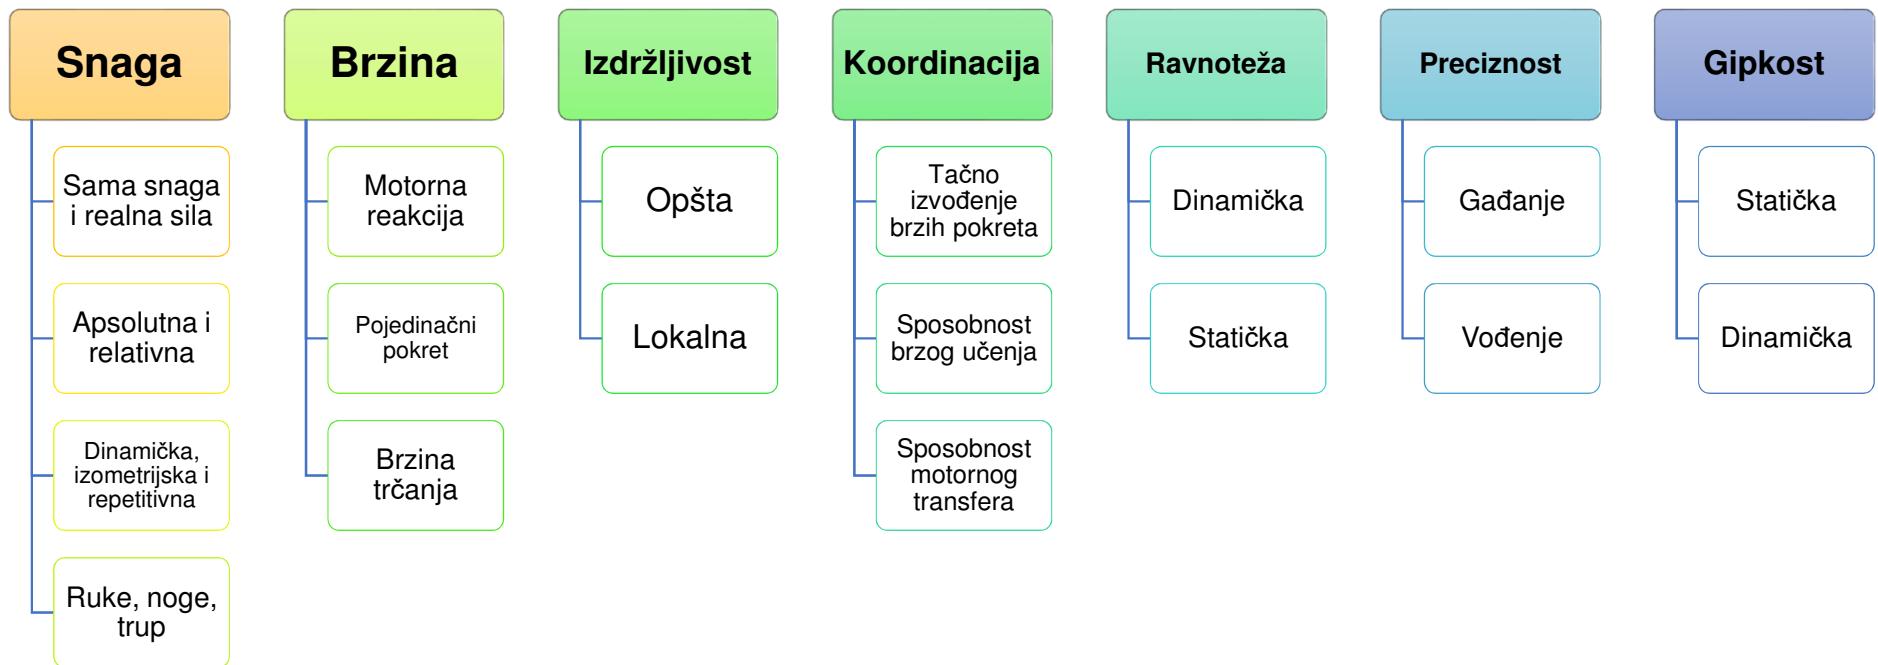 Snaga
Sama snaga
i realna sila
Apsolutna i
relativna
Dinamička,
izometrijska i
repetitivna
Ruke, noge,
trup
Brzina
Motorna
reakcija
Pojedinačni
pokret
Brzina
trčanja
Izdržljivost
Opšta
Lokalna
Koordinacija
Tačno
izvođenje
brzih pokreta
Sposobnost
brzog učenja
Sposobnost
motornog
transfera
Ravnoteža
Dinamička
Statička
Preciznost
Gađanje
Vođenje
Gipkost
Statička
Dinamička